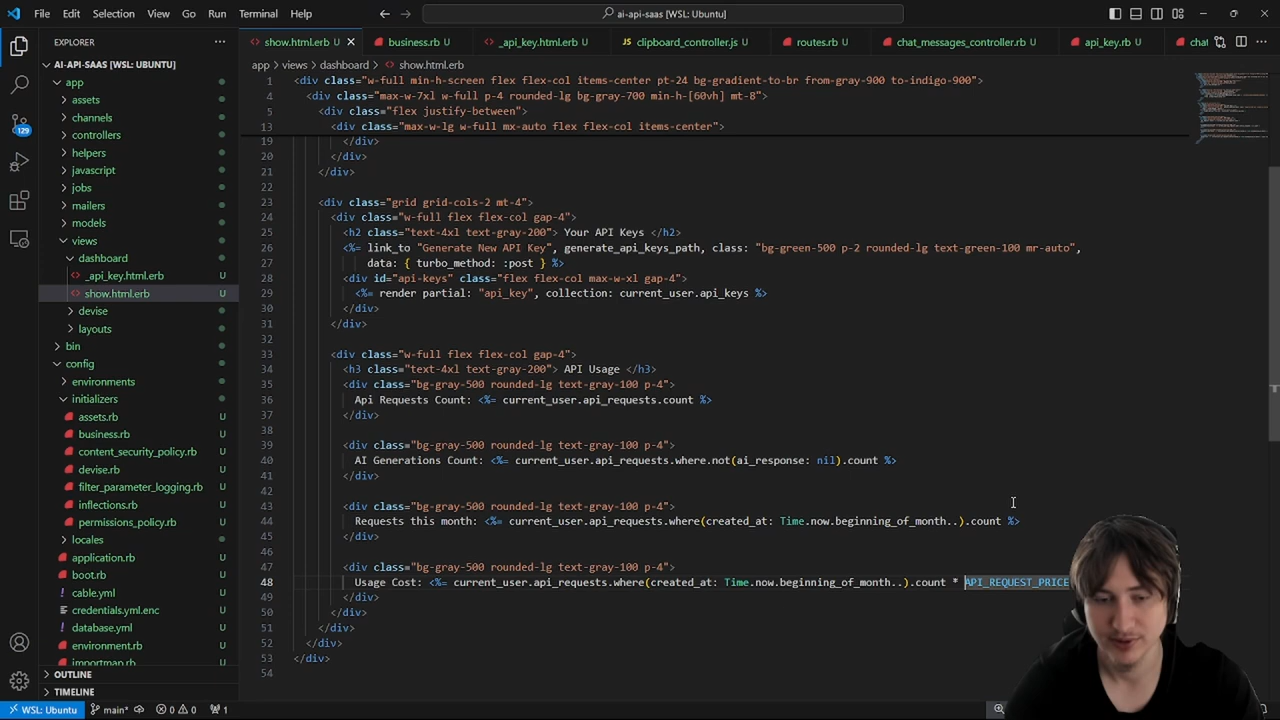 File Edit Selection View Go Run Terminal Help
ai-api-saas [WSL: Ubuntu]
EXPLORER
show.html.erb U
business.rb U
_api_key.html.erb U
clipboard_controller.js U
routes.rb U
chat_messages_controller.rb U
api_key.rb U
chat
AI-API-SAAS [WSL: UBUNTU]
app > views > dashboard > show.html.erb
app
assets
channels
controllers
helpers
javascript
jobs
mailers
models
views
dashboard
_api_key.html.erb U
show.html.erb U
devise
layouts
bin
config
environments
initializers
assets.rb U
business.rb U
content_security_policy.rb U
devise.rb U
filter_parameter_logging.rb U
inflections.rb U
permissions_policy.rb U
locales
application.rb U
boot.rb U
cable.yml U
credentials.yml.enc U
database.yml U
environment.rb U
importmap.rb U
OUTLINE
TIMELINE
129
1 <div class="w-full min-h-screen flex flex-col items-center pt-24 bg-gradient-to-br from-gray-900 to-indigo-900">
4 <div class="max-w-7xl w-full p-4 rounded-lg bg-gray-700 min-h-[60vh] mt-8">
5 <div class="flex justify-between">
13 <div class="max-w-lg w-full mx-auto flex flex-col items-center">
19 </div>
20 </div>
21 </div>
22
23 <div class="grid grid-cols-2 mt-4">
24 <div class="w-full flex flex-col gap-4">
25 <h2 class="text-4xl text-gray-200"> Your API Keys </h2>
26 <%= link_to "Generate New API Key", generate_api_keys_path, class: "bg-green-500 p-2 rounded-lg text-green-100 mr-auto",
27 data: { turbo_method: :post } %>
28 <div id="api-keys" class="flex flex-col max-w-xl gap-4">
29 <%= render partial: "api_key", collection: current_user.api_keys %>
30 </div>
31 </div>
32
33 <div class="w-full flex flex-col gap-4">
34 <h3 class="text-4xl text-gray-200"> API Usage </h3>
35 <div class="bg-gray-500 rounded-lg text-gray-100 p-4">
36 Api Requests Count: <%= current_user.api_requests.count %>
37 </div>
38
39 <div class="bg-gray-500 rounded-lg text-gray-100 p-4">
40 AI Generations Count: <%= current_user.api_requests.where.not(ai_response: nil).count %>
41 </div>
42
43 <div class="bg-gray-500 rounded-lg text-gray-100 p-4">
44 Requests this month: <%= current_user.api_requests.where(created_at: Time.now.beginning_of_month..).count %>
45 </div>
46
47 <div class="bg-gray-500 rounded-lg text-gray-100 p-4">
48 Usage Cost: <%= current_user.api_requests.where(created_at: Time.now.beginning_of_month..).count * API_REQUEST_PRICE
49 </div>
50 </div>
51 </div>
52 </div>
53 </div>
54
WSL: Ubuntu main* 0 0 1